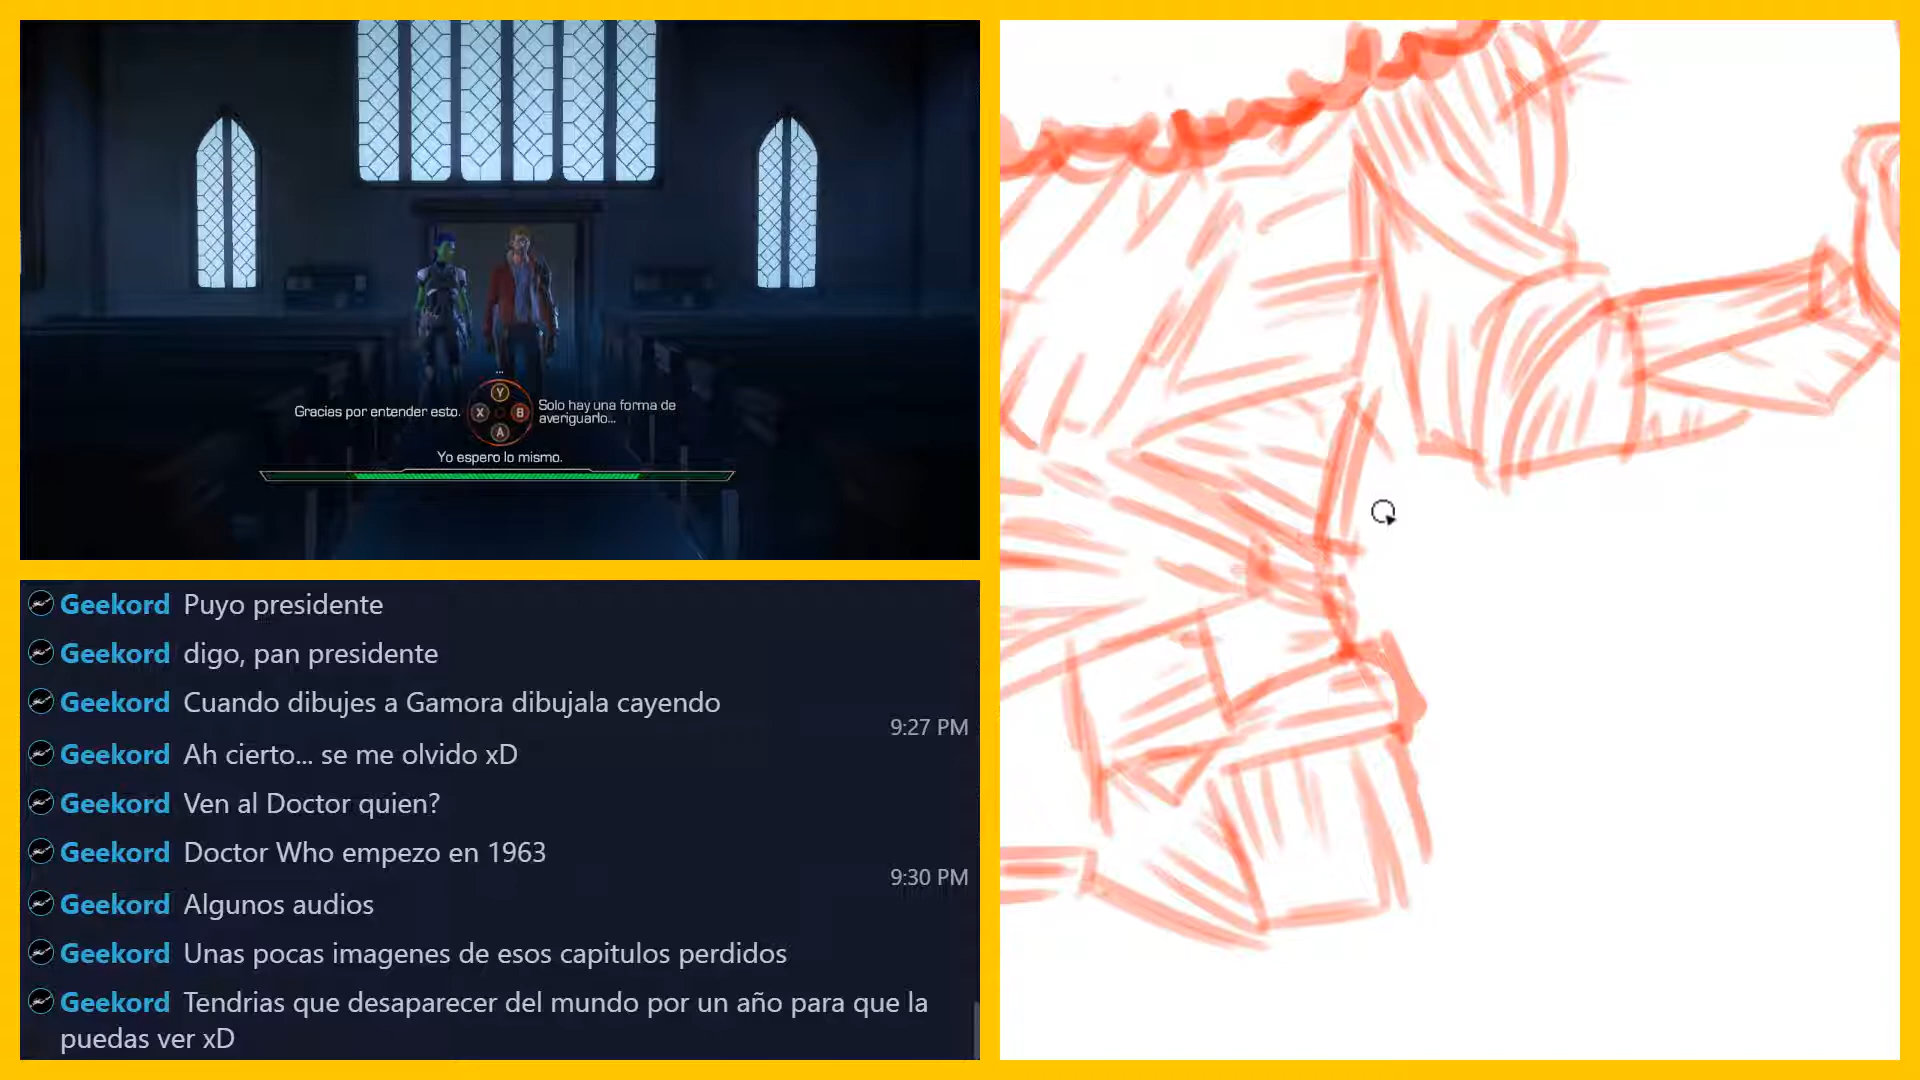 ...
Y
Gracias por entender esto.
X
B
Solo hay una forma de
averiguarlo...
A
Yo espero lo mismo.
Geekord Puyo presidente
Geekord digo, pan presidente
Geekord Cuando dibujes a Gamora dibujala cayendo
9:27 PM
Geekord Ah cierto... se me olvido xD
Geekord Ven al Doctor quien?
Geekord Doctor Who empezo en 1963
9:30 PM
Geekord Algunos audios
Geekord Unas pocas imagenes de esos capitulos perdidos
Geekord Tendrias que desaparecer del mundo por un año para que la
puedas ver xD